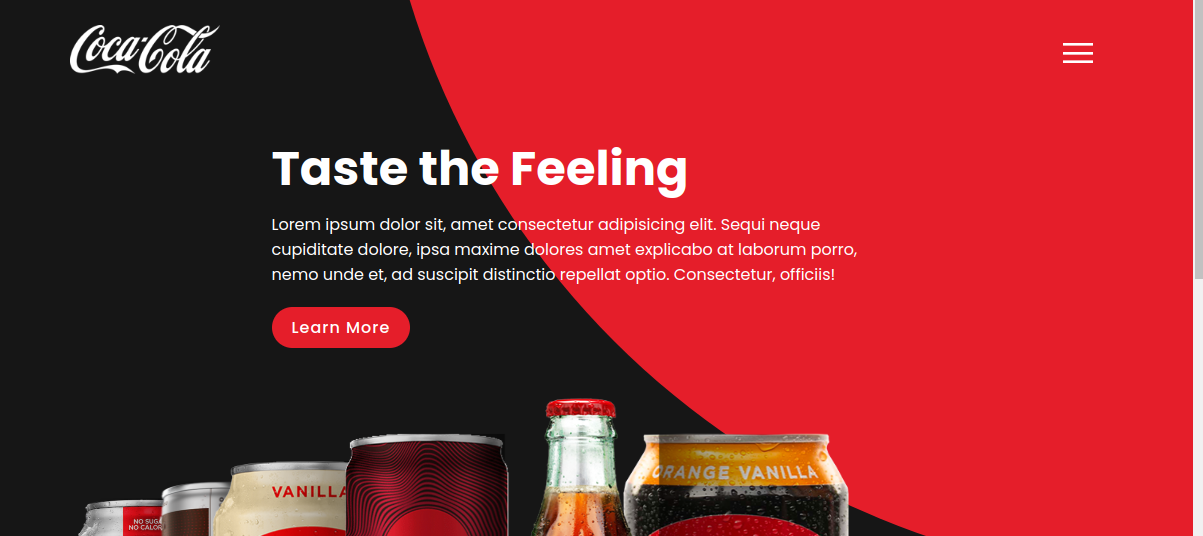 Coca-Cola
Taste the Feeling
Lorem ipsum dolor sit, amet consectetur adipisicing elit. Sequi neque
cupiditate dolore, ipsa maxime dolores amet explicabo at laborum porro,
nemo unde et, ad suscipit distinctio repellat optio. Consectetur, officiis!
Learn More
ORANGE VANILLA
VANILLA
NO SUGA
NO CALOR